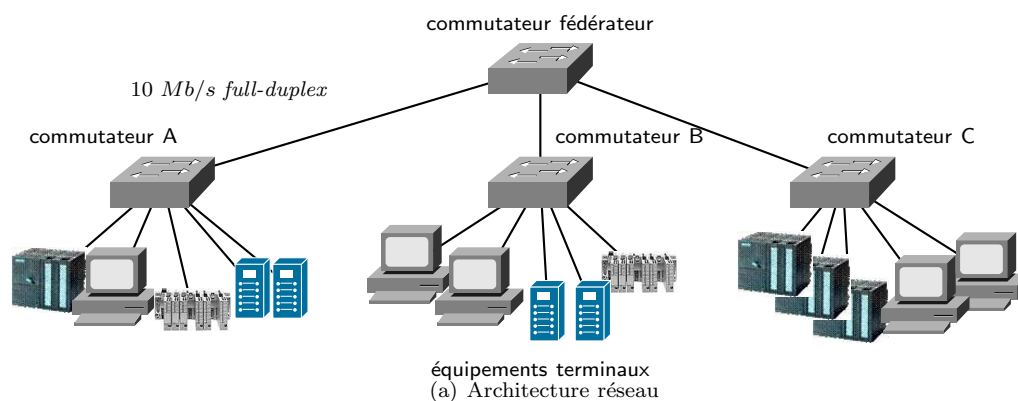 commutateur fédérateur
10 Mb/s full-duplex
commutateur A
commutateur B
commutateur C
équipements terminaux
(a) Architecture réseau